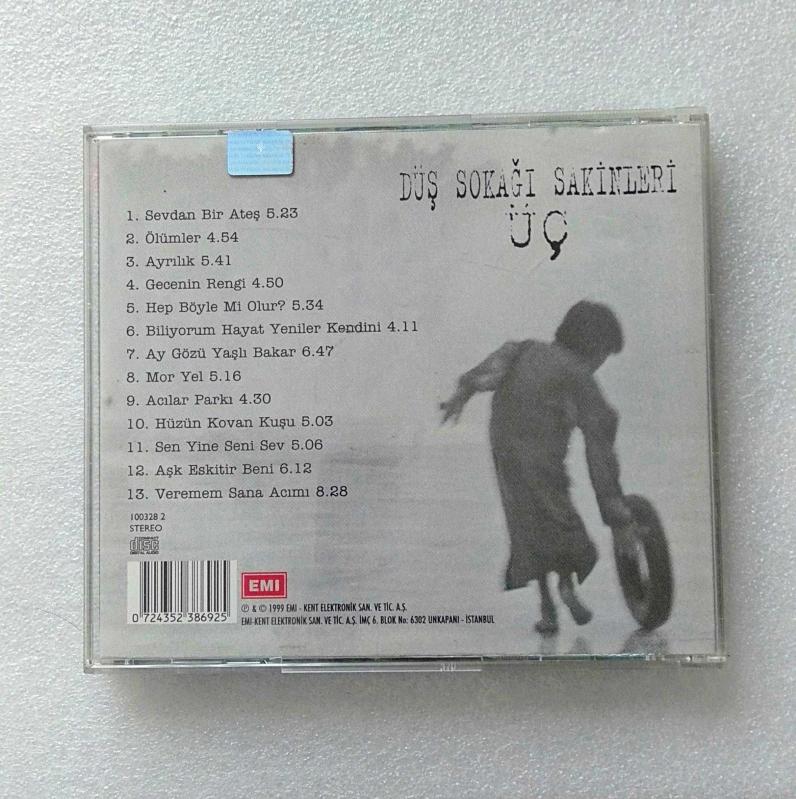 DÜŞ SOKAĞI SAKİNLERİ
ÜÇ
1. Sevdan Bir Ateş 5.23
2. Ölümler 4.54
3. Ayrılık 5.41
4. Gecenin Rengi 4.50
5. Hep Böyle Mi Olur? 5.34
6. Biliyorum Hayat Yeniler Kendini 4.11
7. Ay Gözü Yaşlı Bakar 6.47
8. Mor Yel 5.16
9. Acılar Parkı 4.30
10. Hüzün Kovan Kuşu 5.03
11. Sen Yine Seni Sev 5.06
12. Aşk Eskitir Beni 6.12
13. Veremem Sana Acımı 8.28
100328 2
STEREO
COMPACT
disc
DIGITAL AUDIO
0 724352 386925
EMI
℗ & © 1999 EMI - KENT ELEKTRONİK SAN. VE TİC. A.Ş.
EMI-KENT ELEKTRONİK SAN. VE TİC. A.Ş. İMÇ 6. BLOK No: 6302 UNKAPANI - İSTANBUL